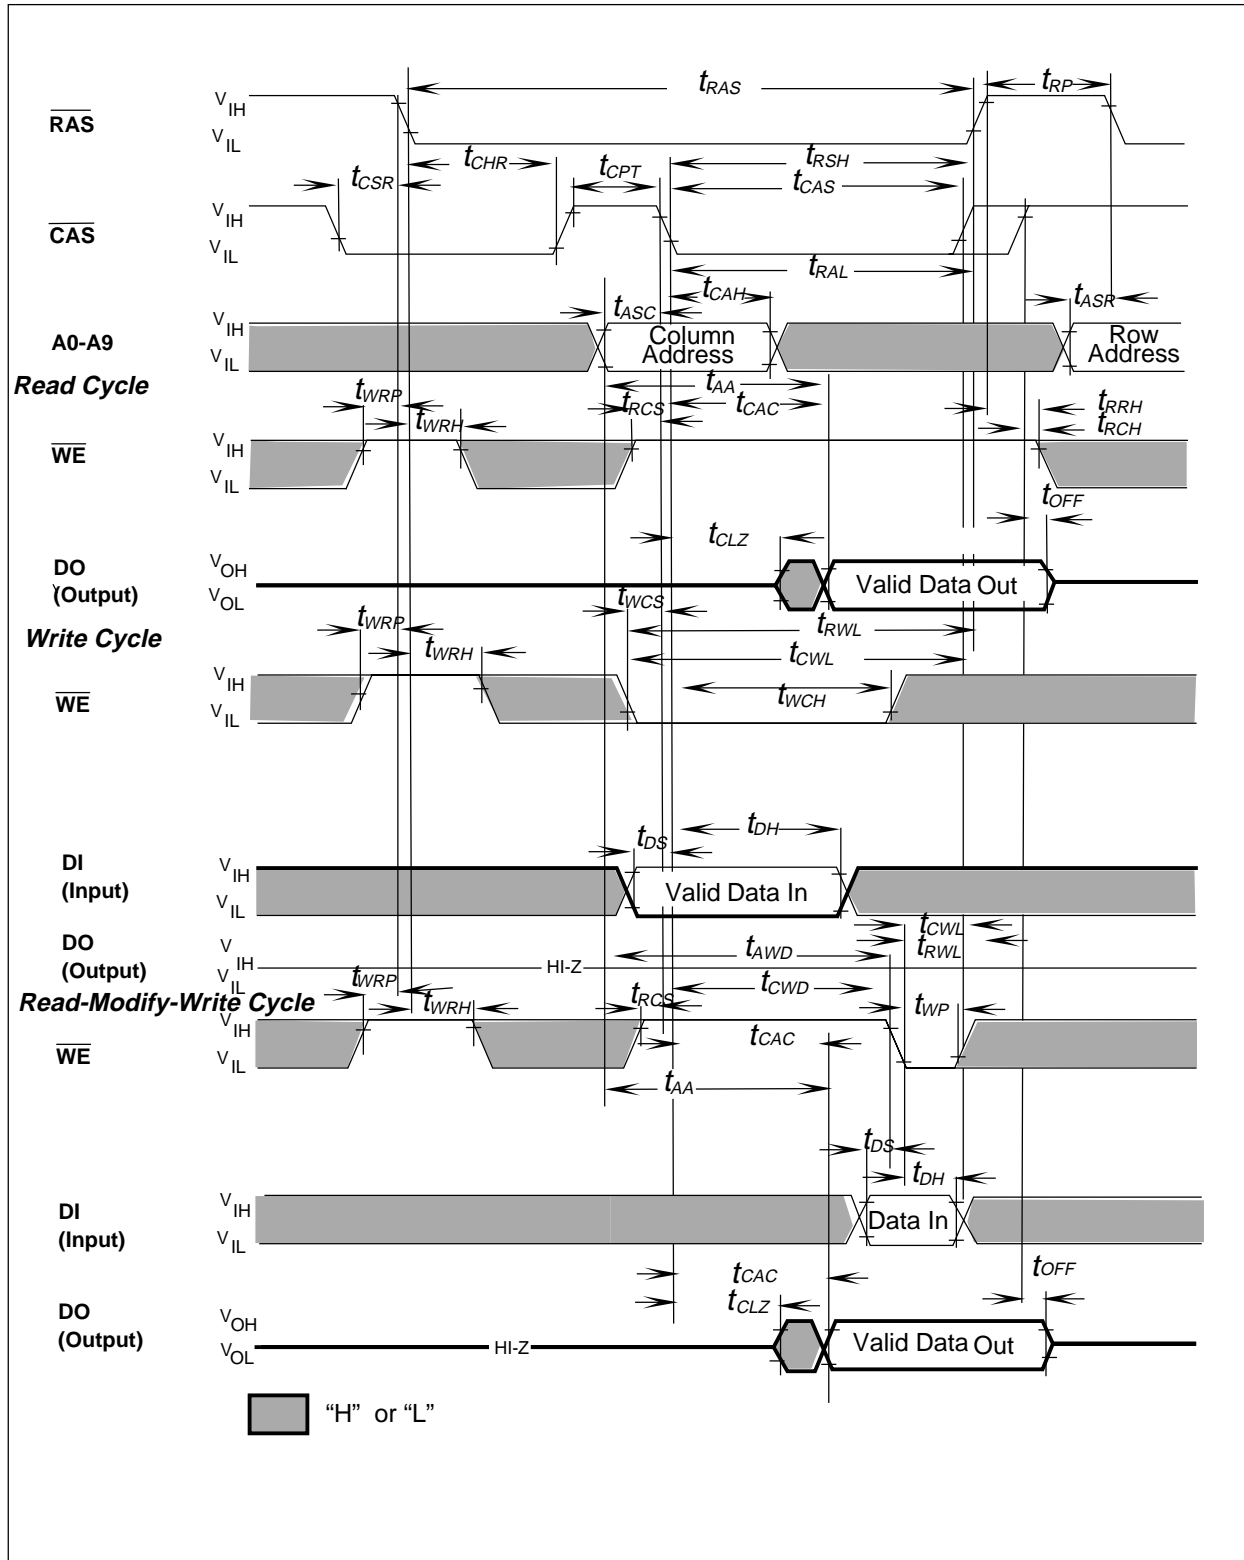 tRAS
tRP
RAS
VIH
VIL
tCHR
tRSH
tCSR
tCPT
tCAS
CAS
VIH
VIL
tRAL
tCAH
tASC
tASR
A0-A9
VIH
VIL
Column Address
Row Address
Read Cycle
tAA
tWRP
tRCS
tCAC
tRRH
tWRH
tRCH
WE
VIH
VIL
tOFF
tCLZ
DO
(Output)
VOH
VOL
Valid Data Out
tWCS
Write Cycle
tWRP
tRWL
tWRH
tCWL
WE
VIH
VIL
tWCH
tDH
tDS
DI
(Input)
VIH
VIL
Valid Data In
tCWL
DO
(Output)
VIH
VIL
HI-Z
tAWD
tRWL
Read-Modify-Write Cycle
tWRP
tCWD
tWRH
tRCS
tWP
WE
VIH
VIL
tCAC
tAA
tDS
tDH
DI
(Input)
VIH
VIL
Data In
tCAC
tOFF
tCLZ
DO
(Output)
VOH
VOL
HI-Z
Valid Data Out
“H” or “L”